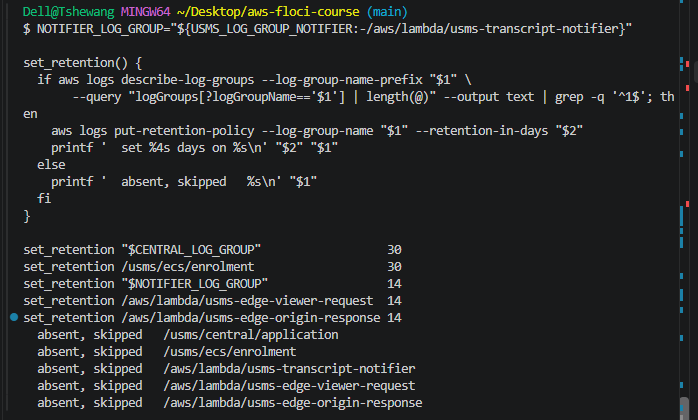 Dell@Tshewang MINGW64 ~/Desktop/aws-floci-course (main)
$ NOTIFIER_LOG_GROUP="${USMS_LOG_GROUP_NOTIFIER:-/aws/lambda/usms-transcript-notifier}"

set_retention() {
  if aws logs describe-log-groups --log-group-name-prefix "$1" \
       --query "logGroups[?logGroupName=='$1'] | length(@)" --output text | grep -q '^1$'; th
en
    aws logs put-retention-policy --log-group-name "$1" --retention-in-days "$2"
    printf '  set %4s days on %s\n' "$2" "$1"
  else
    printf '  absent, skipped   %s\n' "$1"
  fi
}

set_retention "$CENTRAL_LOG_GROUP"                  30
set_retention /usms/ecs/enrolment                   30
set_retention "$NOTIFIER_LOG_GROUP"                 14
set_retention /aws/lambda/usms-edge-viewer-request  14
set_retention /aws/lambda/usms-edge-origin-response 14
  absent, skipped   /usms/central/application
  absent, skipped   /usms/ecs/enrolment
  absent, skipped   /aws/lambda/usms-transcript-notifier
  absent, skipped   /aws/lambda/usms-edge-viewer-request
  absent, skipped   /aws/lambda/usms-edge-origin-response